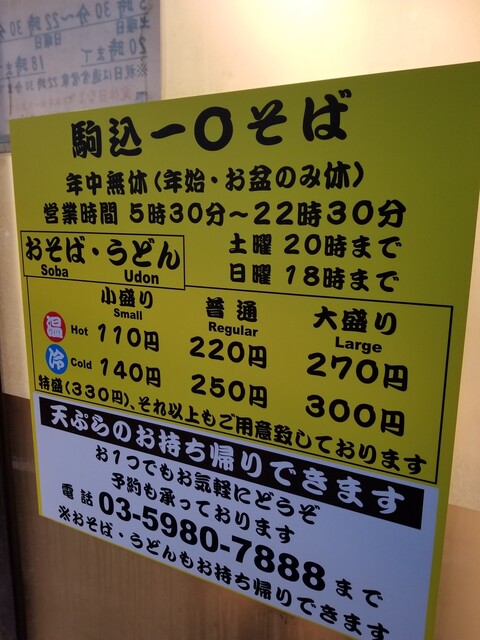 駒込一〇そば
年中無休（年始・お盆のみ休）
営業時間 5時30分～22時30分
土曜 20時まで
日曜 18時まで
おそば・うどん
Soba Udon
小盛り 普通 大盛り
Small Regular Large
温 Hot 110円 220円 270円
冷 Cold 140円 250円 300円
特盛（330円）、それ以上もご用意致しております
天ぷらのお持ち帰りできます
お1つでもお気軽にどうぞ
予約も承っております
電話 03-5980-7888 まで
※おそば・うどんもお持ち帰りできます